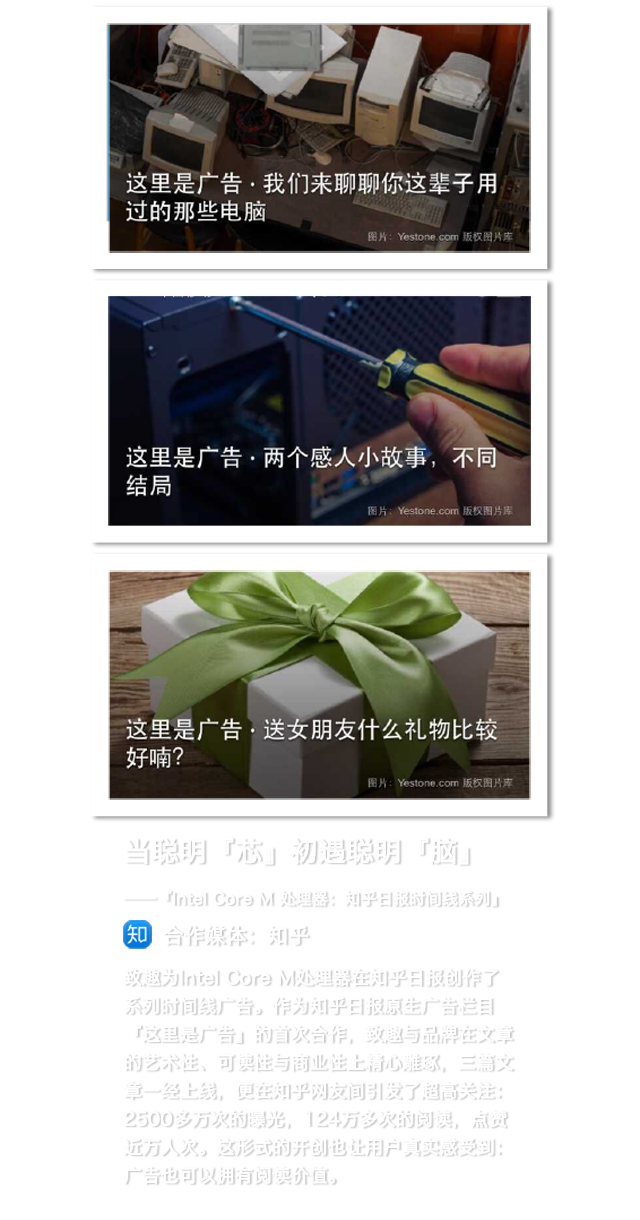 这里是广告 · 我们来聊聊你这辈子用
过的那些电脑
图片：Yestone.com 版权图片库
这里是广告 · 两个感人小故事，不同
结局
图片：Yestone.com 版权图片库
这里是广告 · 送女朋友什么礼物比较
好喃？
图片：Yestone.com 版权图片库
当聪明「芯」初遇聪明「脑」
——「Intel Core M 处理器：知乎日报时间线系列」
知 合作媒体：知乎
致趣为Intel Core M处理器在知乎日报创作了
系列时间线广告。作为知乎日报原生广告栏目
「这里是广告」的首次合作，致趣与品牌在文章
的艺术性、可读性与商业性上精心雕琢，三篇文
章一经上线，便在知乎网友间引发了超高关注：
2500多万次的曝光，124万多次的阅读，点赞
近万人次。这形式的开创也让用户真实感受到：
广告也可以拥有阅读价值。